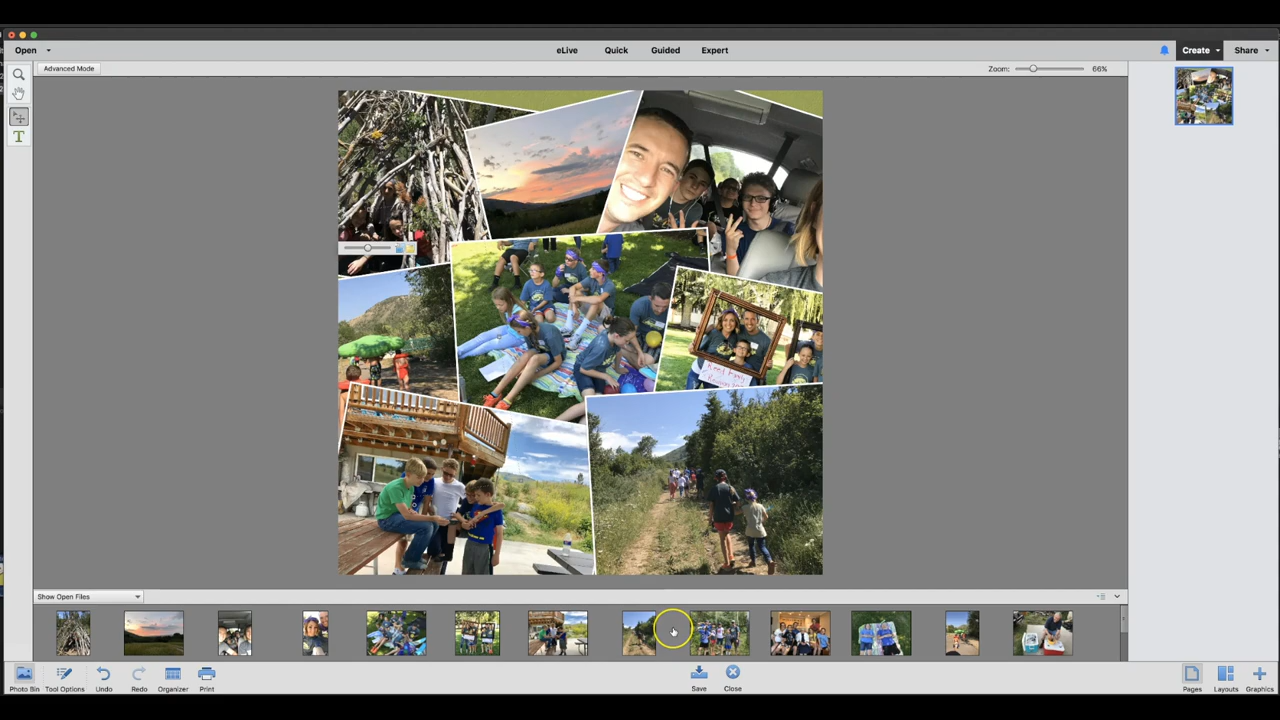 Open
eLive
Quick
Guided
Expert
Create
Share
Advanced Mode
Zoom:
66%
T
Show Open Files
Photo Bin
Tool Options
Undo
Redo
Organizer
Print
Save
Close
Pages
Layouts
Graphics